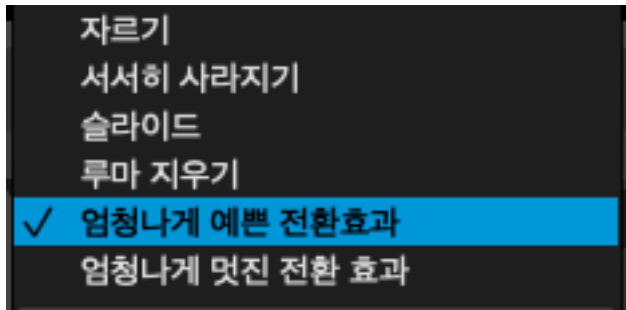 자르기
서서히 사라지기
슬라이드
루마 지우기
엄청나게 예쁜 전환효과
엄청나게 멋진 전환 효과